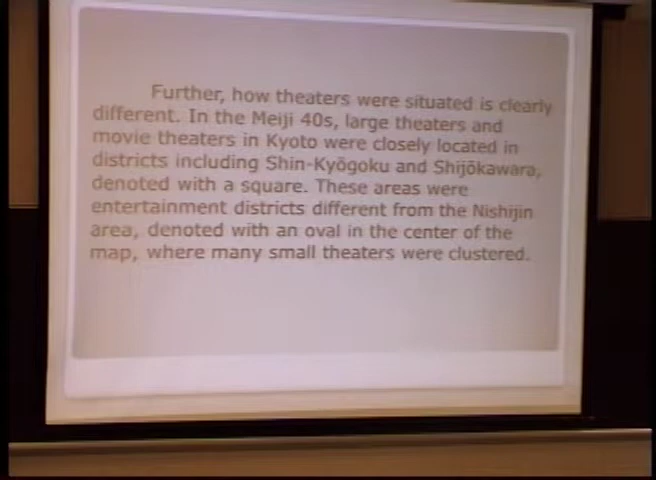 Further, how theaters were situated is clearly
different. In the Meiji 40s, large theaters and
movie theaters in Kyoto were closely located in
districts including Shin-Kyōgoku and Shijōkawara,
denoted with a square. These areas were
entertainment districts different from the Nishijin
area, denoted with an oval in the center of the
map, where many small theaters were clustered.